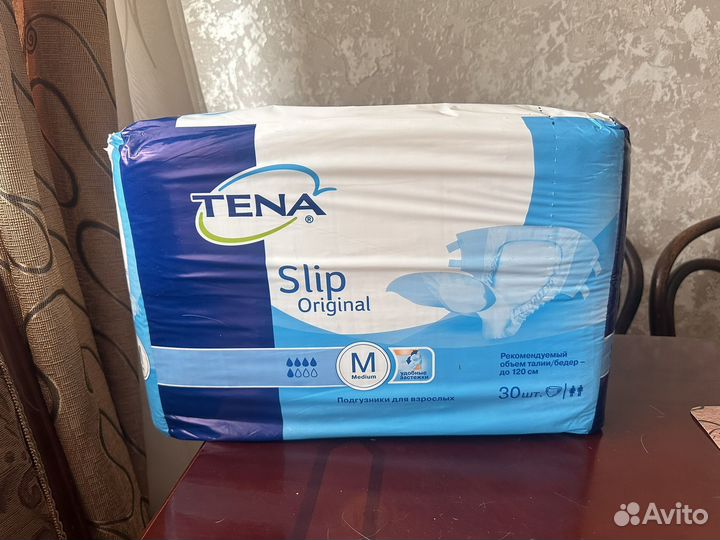 TENA®
Slip
Original
M
Medium
удобные
застежки
Рекомендуемый
объем талии/бедер –
до 120 см
30шт.
Подгузники для взрослых
Avito